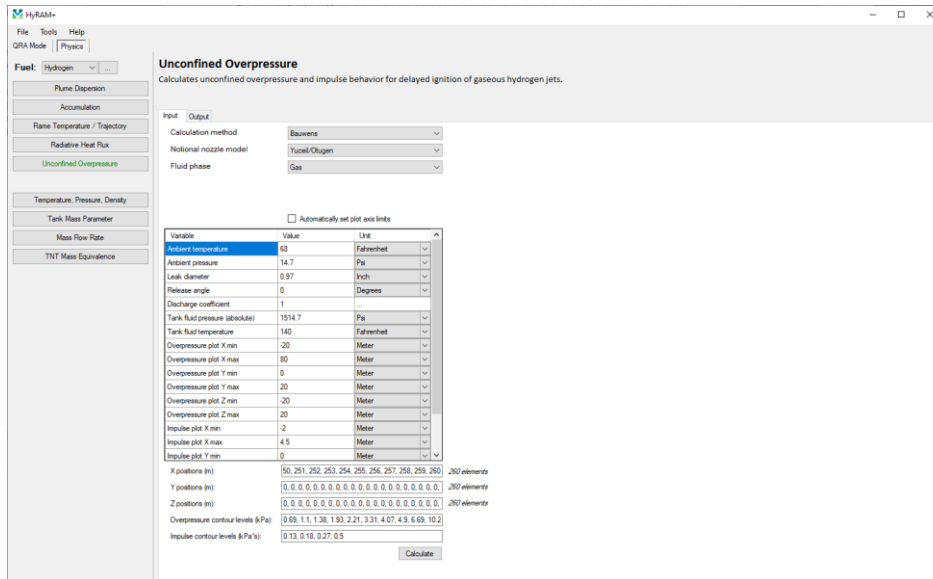 HyRAM+
File Tools Help
QRA Mode Physics
Fuel: Hydrogen ...
Plume Dispersion
Accumulation
Flame Temperature / Trajectory
Radiative Heat Flux
Unconfined Overpressure
Temperature, Pressure, Density
Tank Mass Parameter
Mass Flow Rate
TNT Mass Equivalence
Unconfined Overpressure
Calculates unconfined overpressure and impulse behavior for delayed ignition of gaseous hydrogen jets.
Input Output
Calculation method Bauwens
Notional nozzle model Yuceil/Otugen
Fluid phase Gas
Automatically set plot axis limits
Variable Value Unit
Ambient temperature 68 Fahrenheit
Ambient pressure 14.7 Psi
Leak diameter 0.97 Inch
Release angle 0 Degrees
Discharge coefficient 1 ...
Tank fluid pressure (absolute) 1514.7 Psi
Tank fluid temperature 140 Fahrenheit
Overpressure plot X min -20 Meter
Overpressure plot X max 80 Meter
Overpressure plot Y min 0 Meter
Overpressure plot Y max 20 Meter
Overpressure plot Z min -20 Meter
Overpressure plot Z max 20 Meter
Impulse plot X min -2 Meter
Impulse plot X max 4.5 Meter
Impulse plot Y min 0 Meter
X positions (m): 50, 251, 252, 253, 254, 255, 256, 257, 258, 259, 260 260 elements
Y positions (m): 0, 0, 0, 0, 0, 0, 0, 0, 0, 0, 0, 0, 0, 0, 0, 0, 0, 0, 0, 0, 0, 260 elements
Z positions (m): 0, 0, 0, 0, 0, 0, 0, 0, 0, 0, 0, 0, 0, 0, 0, 0, 0, 0, 0, 0, 0, 260 elements
Overpressure contour levels (kPa): 0.69, 1.1, 1.38, 1.93, 2.21, 3.31, 4.07, 4.9, 6.69, 10.2
Impulse contour levels (kPa*s): 0.13, 0.18, 0.27, 0.5
Calculate